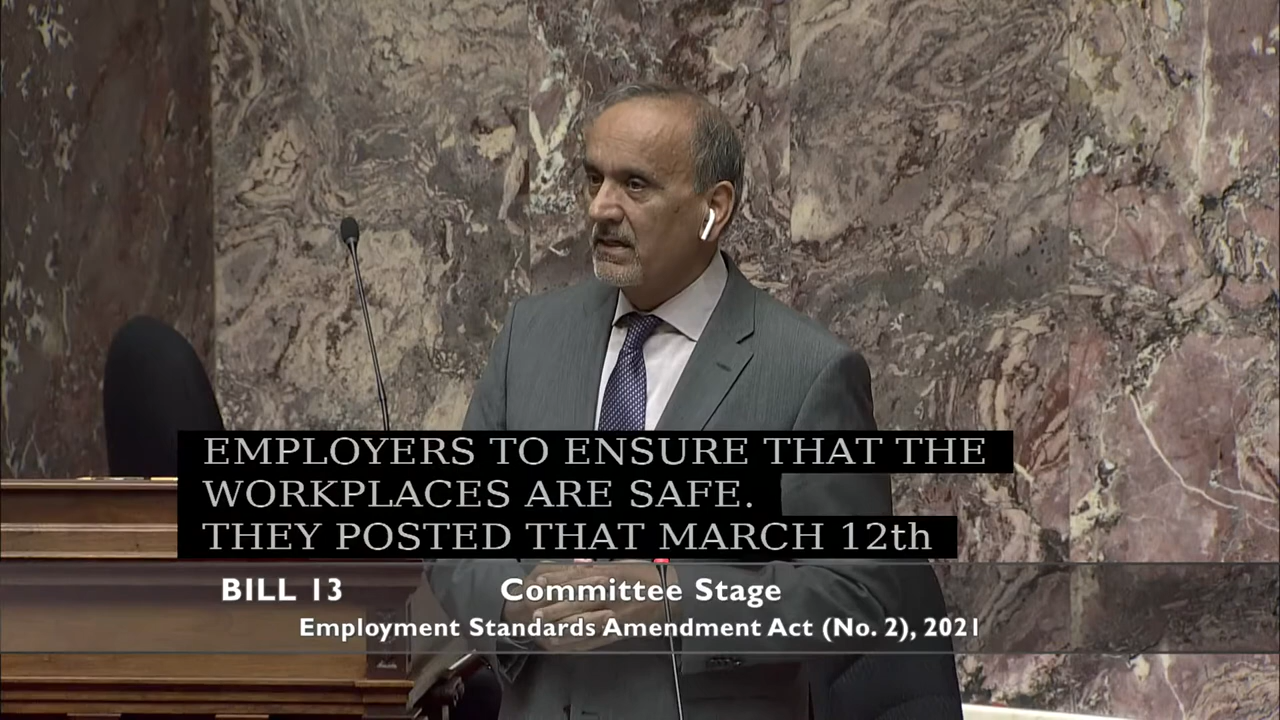 EMPLOYERS TO ENSURE THAT THE
WORKPLACES ARE SAFE.
THEY POSTED THAT MARCH 12th
BILL 13 Committee Stage
Employment Standards Amendment Act (No. 2), 2021